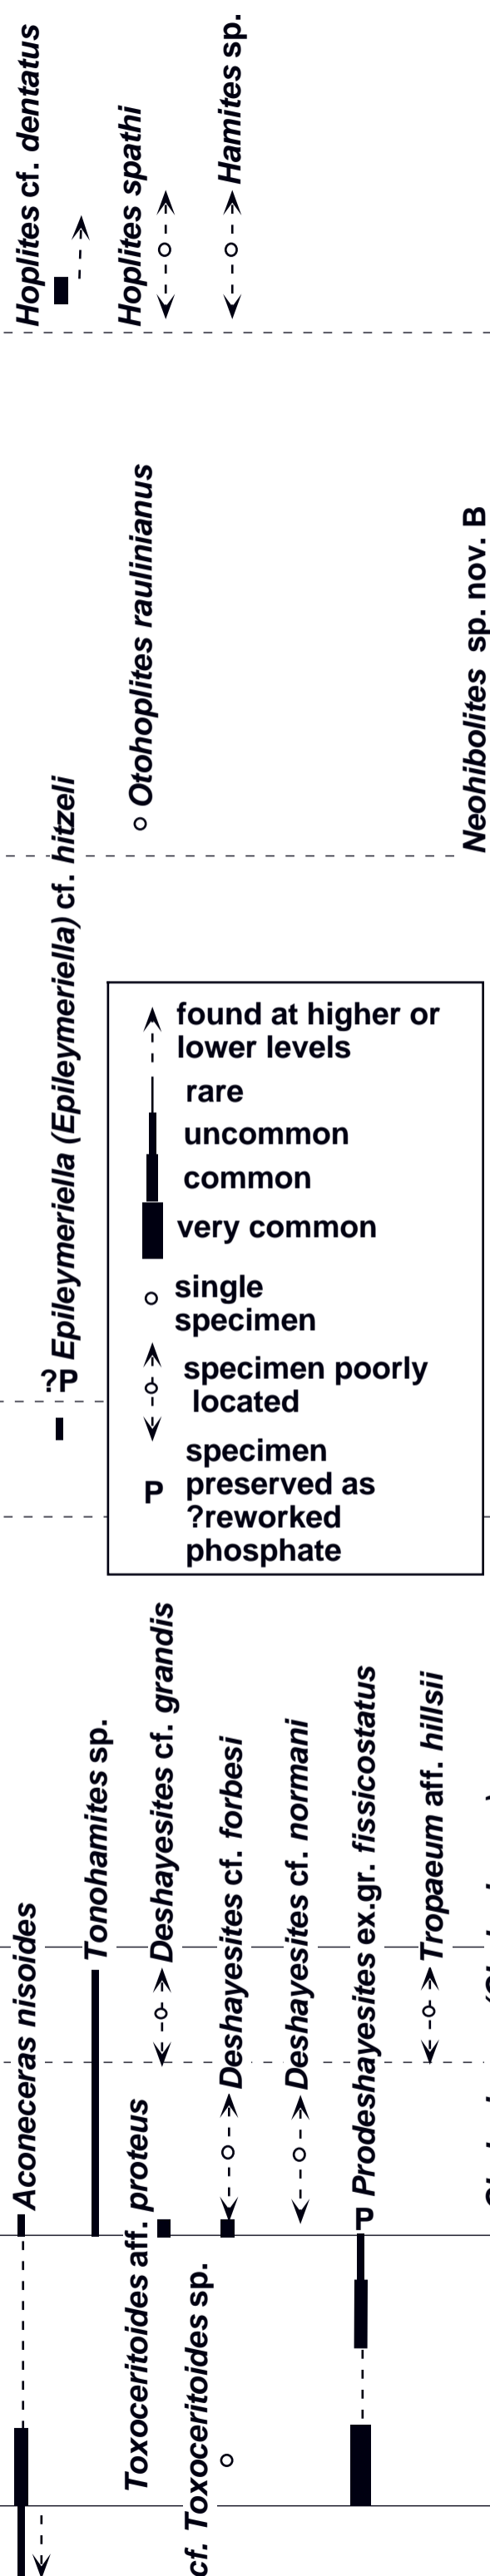 Hoplites cf. dentatus
Hoplites spathi
Hamites sp.
Otohoplites raulinianus
Neohibolites sp. nov. B
?P Epileymeriella (Epileymeriella) cf. hitzeli
found at higher or
lower levels
rare
uncommon
common
very common
single
specimen
specimen poorly
located
P
specimen
preserved as
?reworked
phosphate
Aconeceras nisoides
Tonohamites sp.
Deshayesites cf. grandis
Deshayesites cf. forbesi
Deshayesites cf. normani
P Prodeshayesites ex.gr. fissicostatus
Tropaeum aff. hillsii
Toxoceritoides aff. proteus
cf. Toxoceritoides sp.